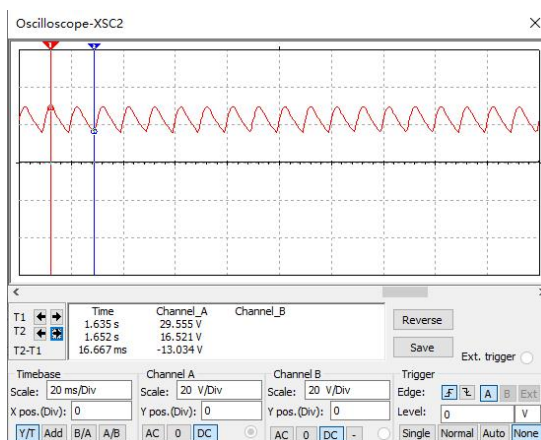 Oscilloscope-XSC2
1 2
T1 Time Channel_A Channel_B
1.635 s 29.555 V
T2 1.652 s 16.521 V
T2-T1 16.667 ms -13.034 V
Reverse
Save
Ext. trigger
Timebase Channel A Channel B Trigger
Scale: 20 ms/Div Scale: 20 V/Div Scale: 20 V/Div Edge: A B Ext
X pos.(Div): 0 Y pos.(Div): 0 Y pos.(Div): 0 Level: 0 V
Y/T Add B/A A/B AC 0 DC AC 0 DC - Single Normal Auto None